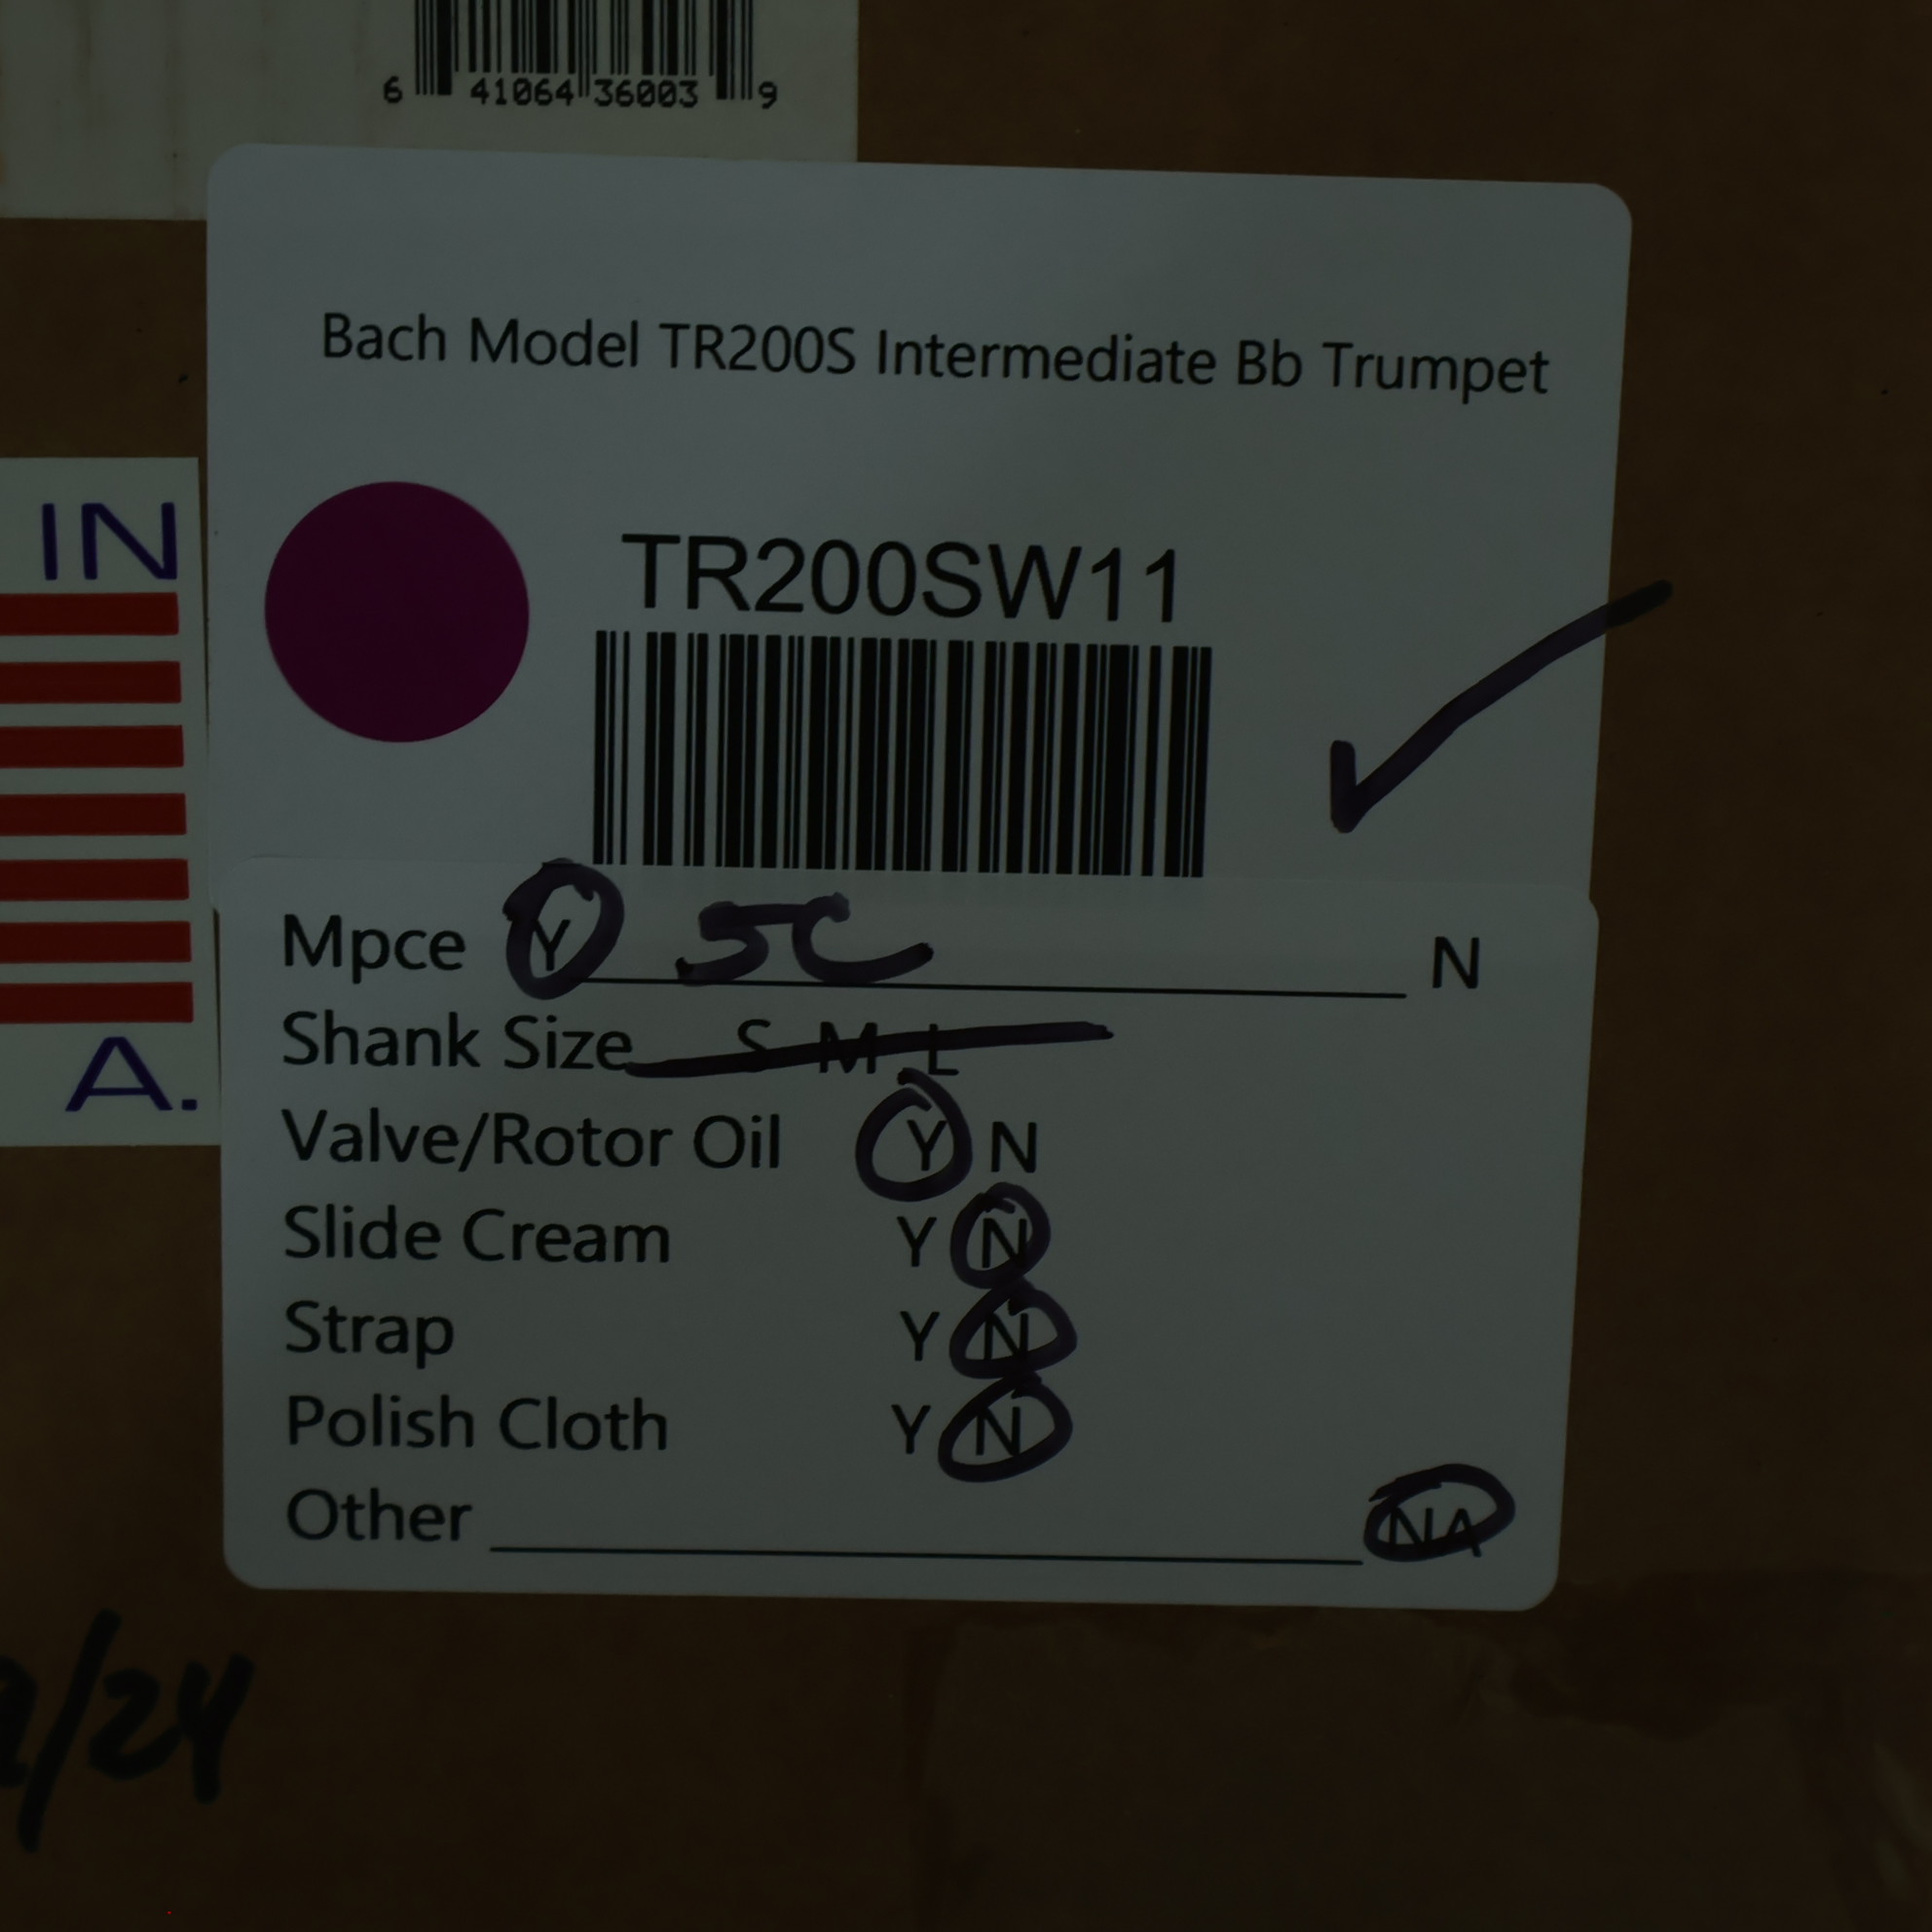 6 41064 36003 9
Bach Model TR200S Intermediate Bb Trumpet
IN
TR200SW11
A.
Mpce Y 5C N
Shank Size S M L
Valve/Rotor Oil Y N
Slide Cream Y N
Strap Y N
Polish Cloth Y N
Other NA
/24